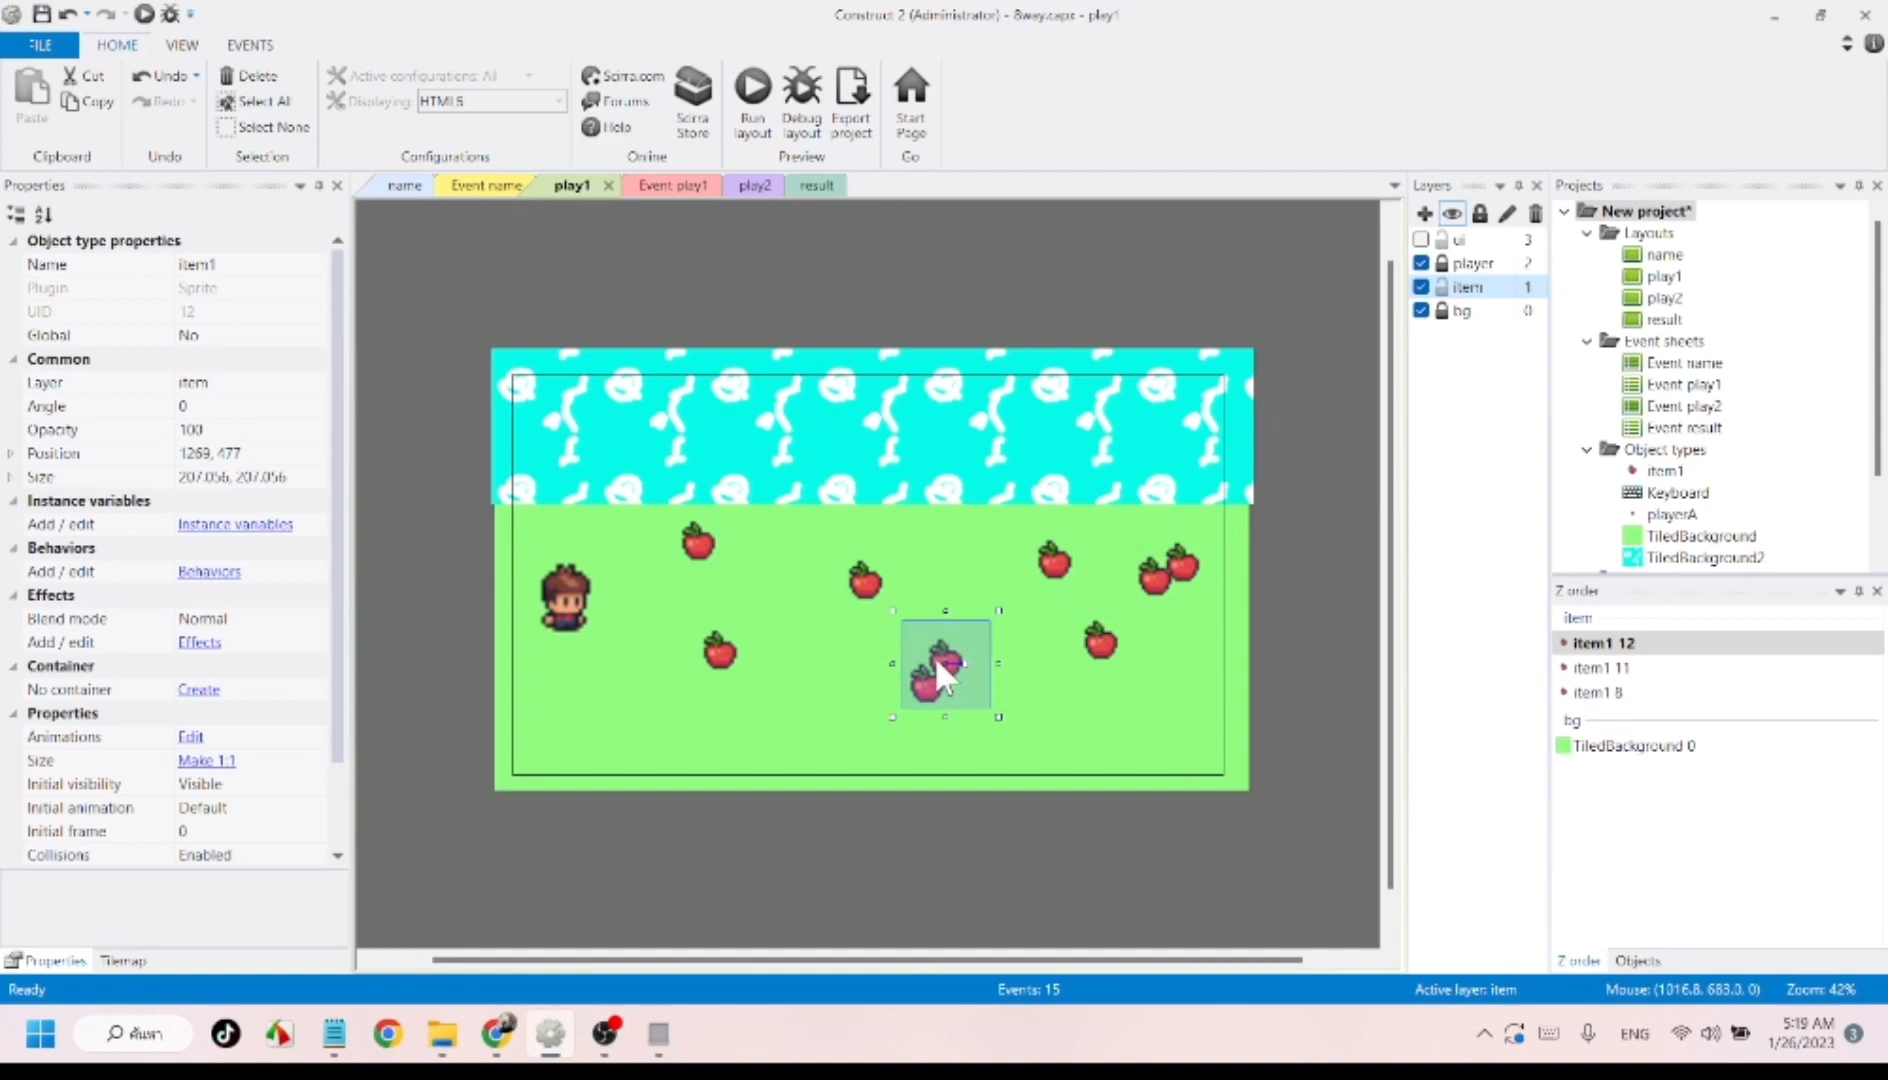 Construct 2 (Administrator) - 8way.capx - play1
FILE HOME VIEW EVENTS
Paste
Cut
Copy
Clipboard
Undo
Redo
Undo
Delete
Select All
Select None
Selection
Active configurations: All
Displaying: HTML5
Configurations
Scirra.com
Forums
Help
Scirra Store
Online
Run layout
Debug layout
Export project
Preview
Start Page
Go
Properties
Object type properties
Name item1
Plugin Sprite
UID 12
Global No
Common
Layer item
Angle 0
Opacity 100
Position 1269, 477
Size 207.056, 207.056
Instance variables
Add / edit Instance variables
Behaviors
Add / edit Behaviors
Effects
Blend mode Normal
Add / edit Effects
Container
No container Create
Properties
Animations Edit
Size Make 1:1
Initial visibility Visible
Initial animation Default
Initial frame 0
Collisions Enabled
Properties Tilemap
name Event name play1 Event play1 play2 result
Layers
ui 3
player 2
item 1
bg 0
Projects
New project*
Layouts
name
play1
play2
result
Event sheets
Event name
Event play1
Event play2
Event result
Object types
item1
Keyboard
playerA
TiledBackground
TiledBackground2
Z order
item
item1 12
item1 11
item1 8
bg
TiledBackground 0
Z order Objects
Ready Events: 15 Active layer: item Mouse: (1016.8, 683.0, 0) Zoom: 42%
ค้นหา
ENG
5:19 AM
1/26/2023
3